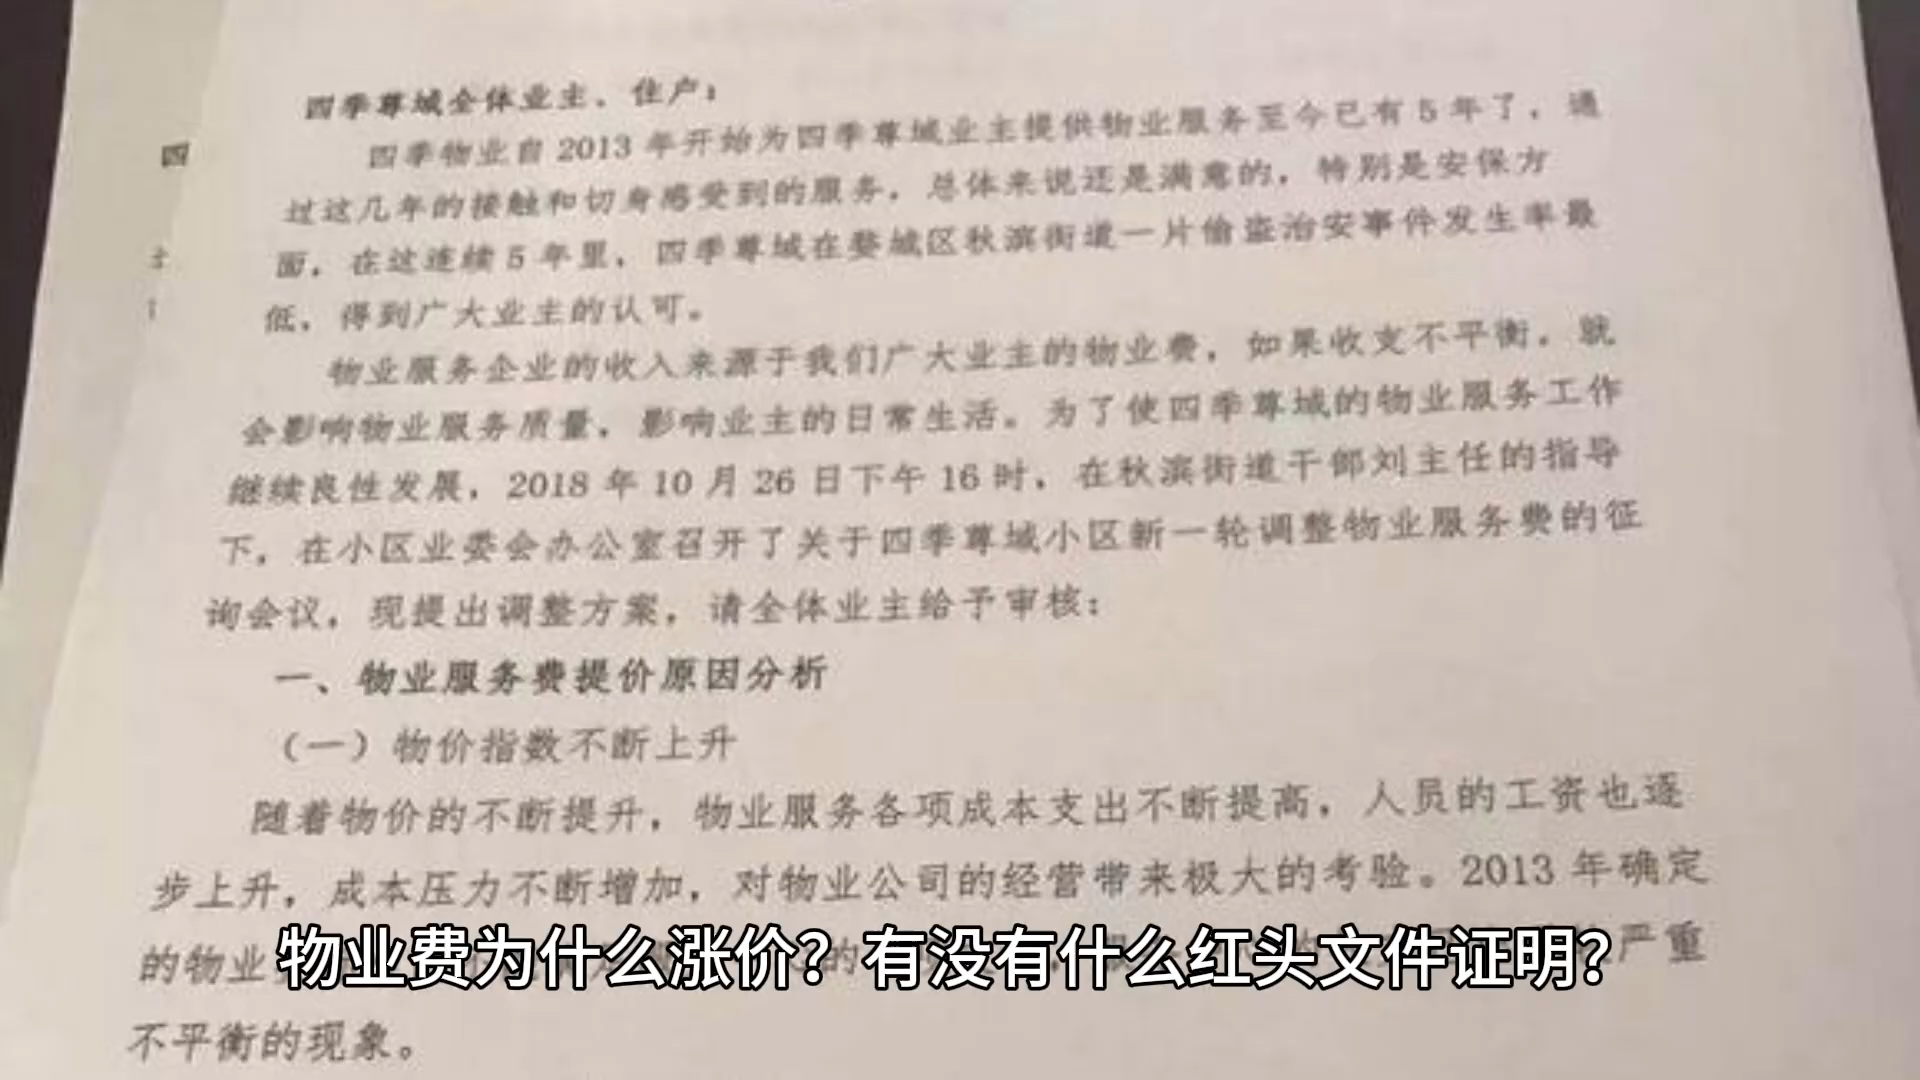 四季尊城全体业主、住户：
四季物业自2013年开始为四季尊城业主提供物业服务至今已有5年了，通
过这几年的接触和切身感受到的服务，总体来说还是满意的，特别是安保方
面，在这连续5年里，四季尊城在婺城区秋滨街道一片偷盗治安事件发生率最
低，得到广大业主的认可。
物业服务企业的收入来源于我们广大业主的物业费，如果收支不平衡，就
会影响物业服务质量，影响业主的日常生活。为了使四季尊城的物业服务工作
继续良性发展，2018年10月26日下午16时，在秋滨街道干部刘主任的指导
下，在小区业委会办公室召开了关于四季尊城小区新一轮调整物业服务费的征
询会议，现提出调整方案，请全体业主给予审核：
一、物业服务费提价原因分析
（一）物价指数不断上升
随着物价的不断提升，物业服务各项成本支出不断提高，人员的工资也逐
步上升，成本压力不断增加，对物业公司的经营带来极大的考验。2013年确定
的物业 的 严重
不平衡的现象。
四
物业费为什么涨价？有没有什么红头文件证明？